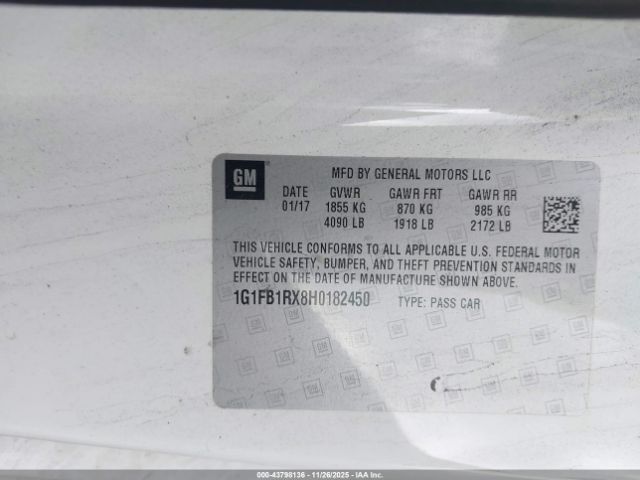 GM
MFD BY GENERAL MOTORS LLC
DATE GVWR GAWR FRT GAWR RR
01/17 1855 KG 870 KG 985 KG
4090 LB 1918 LB 2172 LB
THIS VEHICLE CONFORMS TO ALL APPLICABLE U.S. FEDERAL MOTOR
VEHICLE SAFETY, BUMPER, AND THEFT PREVENTION STANDARDS IN
EFFECT ON THE DATE OF MANUFACTURE SHOWN ABOVE.
1G1FB1RX8H0182450 TYPE: PASS CAR
000-43798136 - 11/26/2025 - IAA Inc.